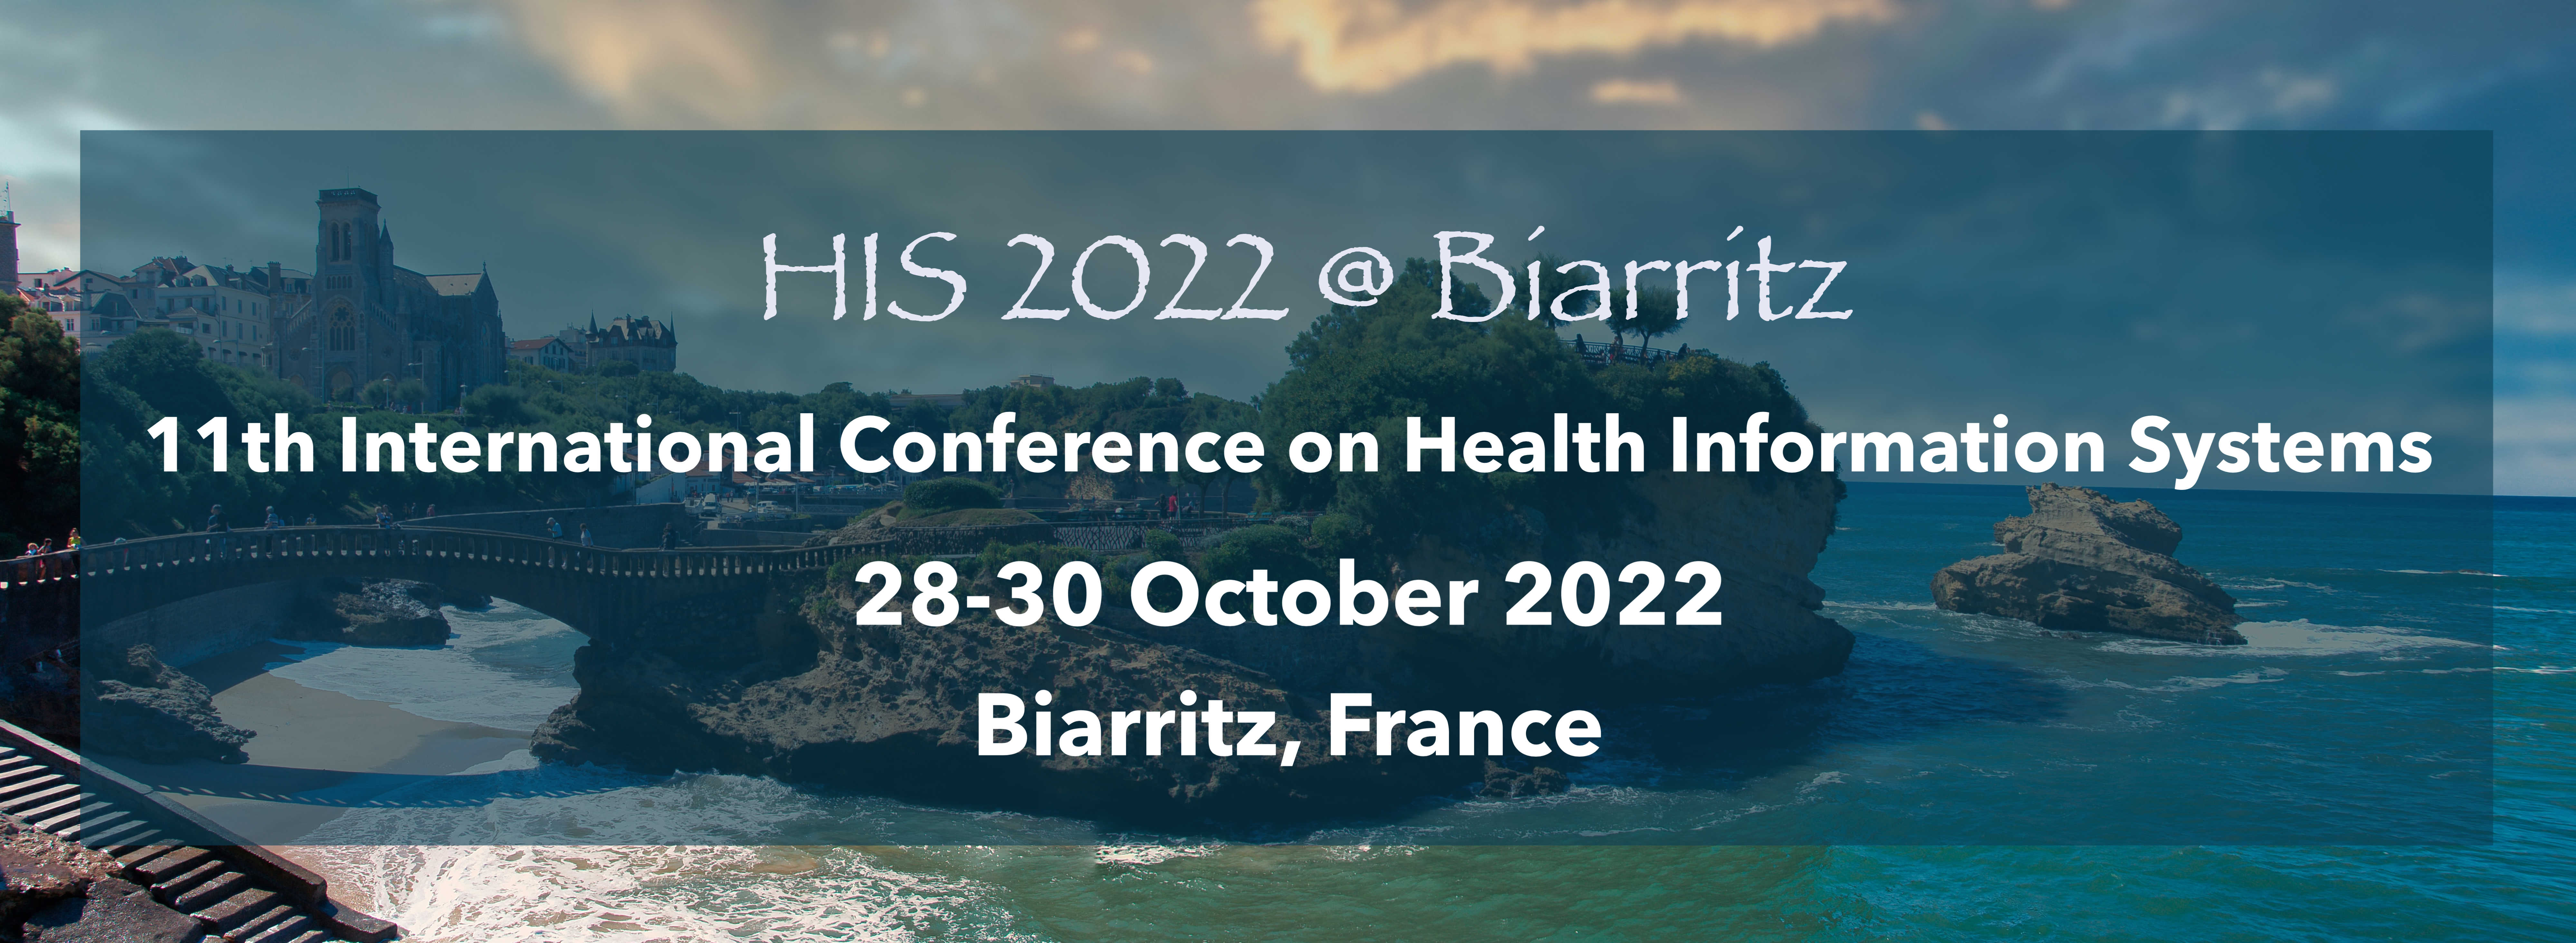 HIS 2022 @ Biarritz
11th International Conference on Health Information Systems
28-30 October 2022
Biarritz, France